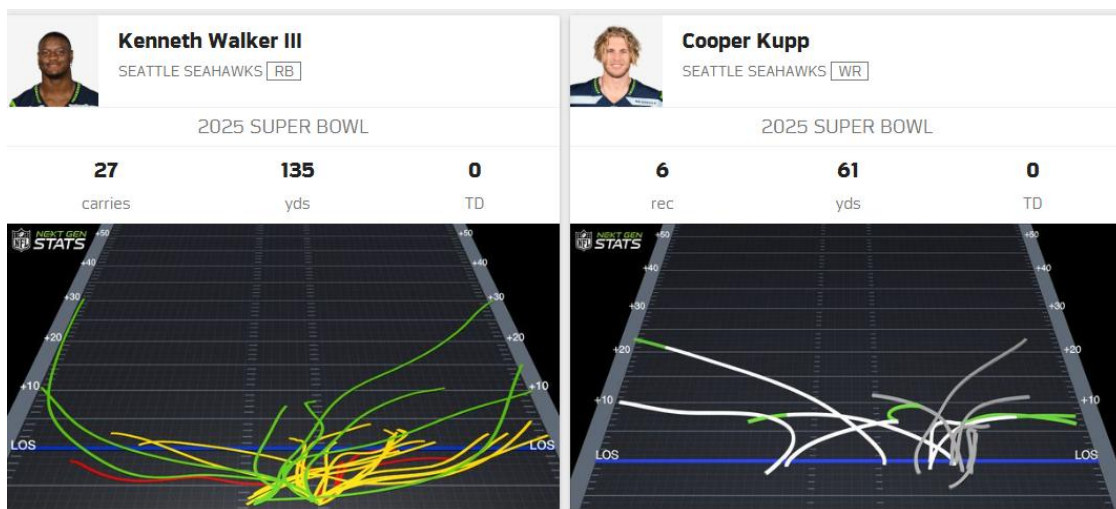 Kenneth Walker III
SEATTLE SEAHAWKS RB
2025 SUPER BOWL
27 135 0
carries yds TD
NFL NEXT GEN STATS
+50 +50
+40 +40
+30 +30
+20 +20
+10 +10
LOS LOS
Cooper Kupp
SEATTLE SEAHAWKS WR
2025 SUPER BOWL
6 61 0
rec yds TD
NFL NEXT GEN STATS
+50 +50
+40 +40
+30 +30
+20 +20
+10 +10
LOS LOS